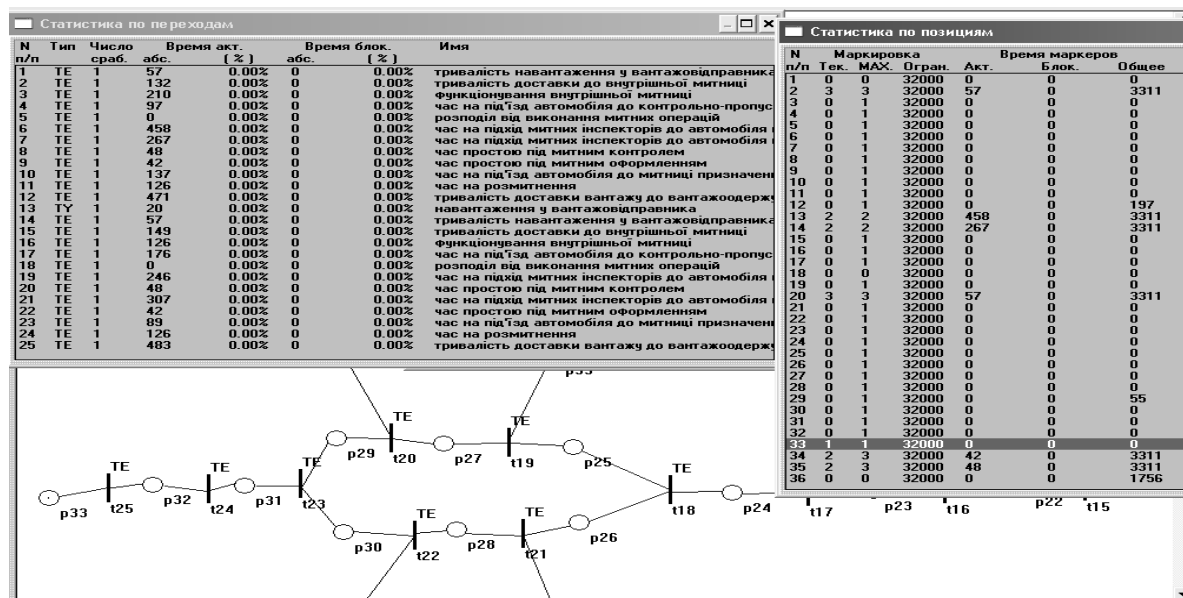 Статистика по переходам
N Тип Число Время акт. Время блок. Имя
п/п сраб. абс. ( % ) абс. ( % )
1 TE 1 57 0.00% 0 0.00% тривалість навантаження у вантажовідправника
2 TE 1 132 0.00% 0 0.00% тривалість доставки до внутрішньої митниці
3 TE 1 210 0.00% 0 0.00% функціонування внутрішньої митниці
4 TE 1 97 0.00% 0 0.00% час на під'їзд автомобіля до контрольно-пропус
5 TE 1 0 0.00% 0 0.00% розподіл від виконання митних операцій
6 TE 1 458 0.00% 0 0.00% час на підхід митних інспекторів до автомобіля
7 TE 1 267 0.00% 0 0.00% час на підхід митних інспекторів до автомобіля
8 TE 1 48 0.00% 0 0.00% час простою під митним контролем
9 TE 1 42 0.00% 0 0.00% час простою під митним оформленням
10 TE 1 137 0.00% 0 0.00% час на під'їзд автомобіля до митниці призначен
11 TE 1 126 0.00% 0 0.00% час на розмитнення
12 TE 1 471 0.00% 0 0.00% тривалість доставки вантажу до вантажоодержу
13 TY 1 20 0.00% 0 0.00% навантаження у вантажовідправника
14 TE 1 57 0.00% 0 0.00% тривалість навантаження у вантажовідправника
15 TE 1 149 0.00% 0 0.00% тривалість доставки до внутрішньої митниці
16 TE 1 126 0.00% 0 0.00% функціонування внутрішньої митниці
17 TE 1 176 0.00% 0 0.00% час на під'їзд автомобіля до контрольно-пропус
18 TE 1 0 0.00% 0 0.00% розподіл від виконання митних операцій
19 TE 1 246 0.00% 0 0.00% час на підхід митних інспекторів до автомобіля
20 TE 1 48 0.00% 0 0.00% час простою під митним контролем
21 TE 1 307 0.00% 0 0.00% час на підхід митних інспекторів до автомобіля
22 TE 1 42 0.00% 0 0.00% час простою під митним оформленням
23 TE 1 89 0.00% 0 0.00% час на під'їзд автомобіля до митниці призначен
24 TE 1 126 0.00% 0 0.00% час на розмитнення
25 TE 1 483 0.00% 0 0.00% тривалість доставки вантажу до вантажоодержу
Статистика по позициям
N Маркировка Время маркеров
п/п Тек. MAX. Огран. Акт. Блок. Общее
1 0 0 32000 0 0 0
2 3 3 32000 57 0 3311
3 0 1 32000 0 0 0
4 0 1 32000 0 0 0
5 0 1 32000 0 0 0
6 0 1 32000 0 0 0
7 0 1 32000 0 0 0
8 0 1 32000 0 0 0
9 0 1 32000 0 0 0
10 0 1 32000 0 0 0
11 0 1 32000 0 0 0
12 0 1 32000 0 0 197
13 2 2 32000 458 0 3311
14 2 2 32000 267 0 3311
15 0 1 32000 0 0 0
16 0 1 32000 0 0 0
17 0 1 32000 0 0 0
18 0 0 32000 0 0 0
19 0 1 32000 0 0 0
20 3 3 32000 57 0 3311
21 0 1 32000 0 0 0
22 0 1 32000 0 0 0
23 0 1 32000 0 0 0
24 0 1 32000 0 0 0
25 0 1 32000 0 0 0
26 0 1 32000 0 0 0
27 0 1 32000 0 0 0
28 0 1 32000 0 0 0
29 0 1 32000 0 0 55
30 0 1 32000 0 0 0
31 0 1 32000 0 0 0
32 0 1 32000 0 0 0
33 1 1 32000 0 0 0
34 2 3 32000 42 0 3311
35 2 3 32000 48 0 3311
36 0 0 32000 0 0 1756
TE TE
p29 t20 p27 t19 p25
TE TE TE TE
p33 t25 p32 t24 p31 t23 t18 p24 t17 p23 t16 p22 t15
TE TE
p30 t22 p28 t21 p26